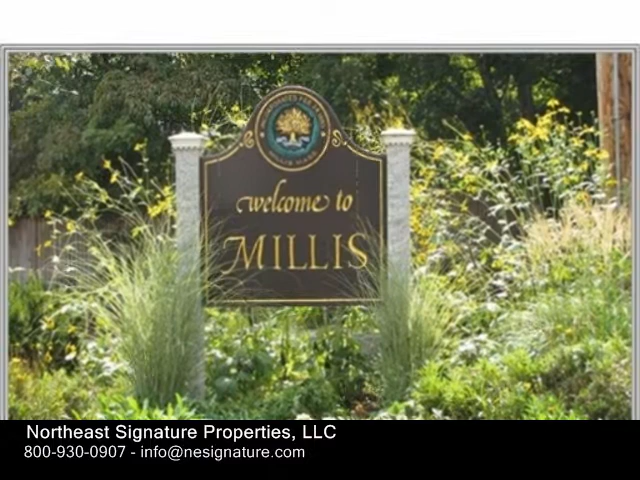 welcome to
MILLIS
Northeast Signature Properties, LLC
800-930-0907 - info@nesignature.com